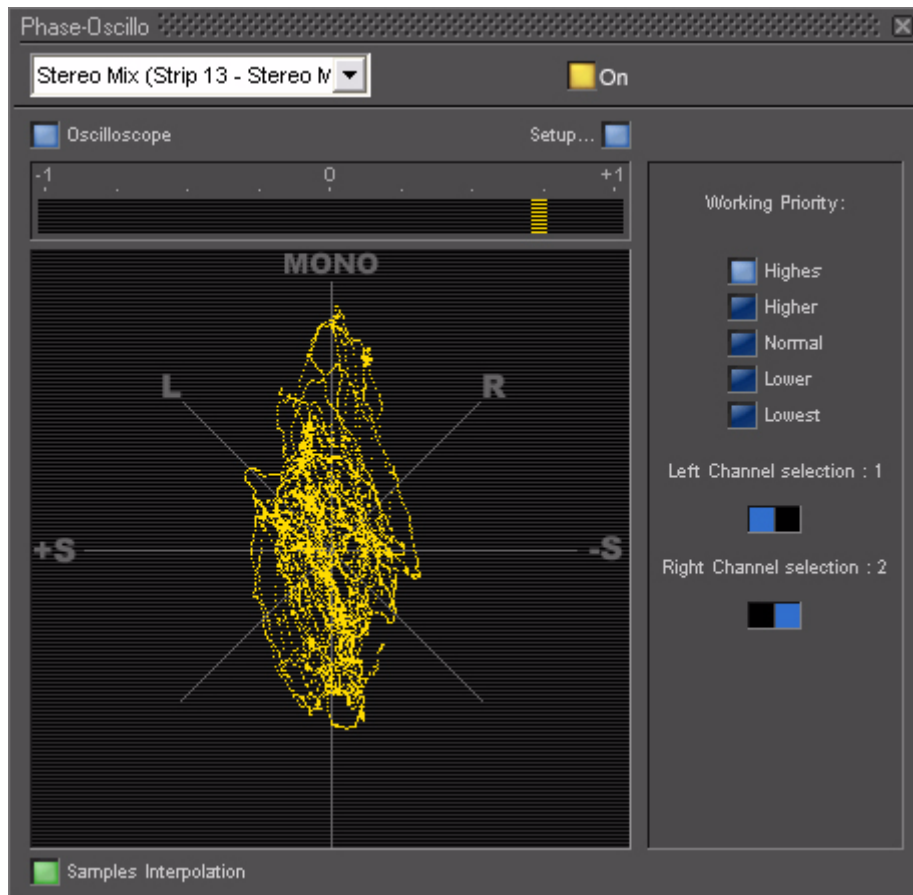 Phase-Oscillo
Stereo Mix (Strip 13 - Stereo M
On
Oscilloscope
Setup...
-1 0 +1
MONO
L R
+S -S
Working Priority:
Highes
Higher
Normal
Lower
Lowest
Left Channel selection : 1
Right Channel selection : 2
Samples Interpolation